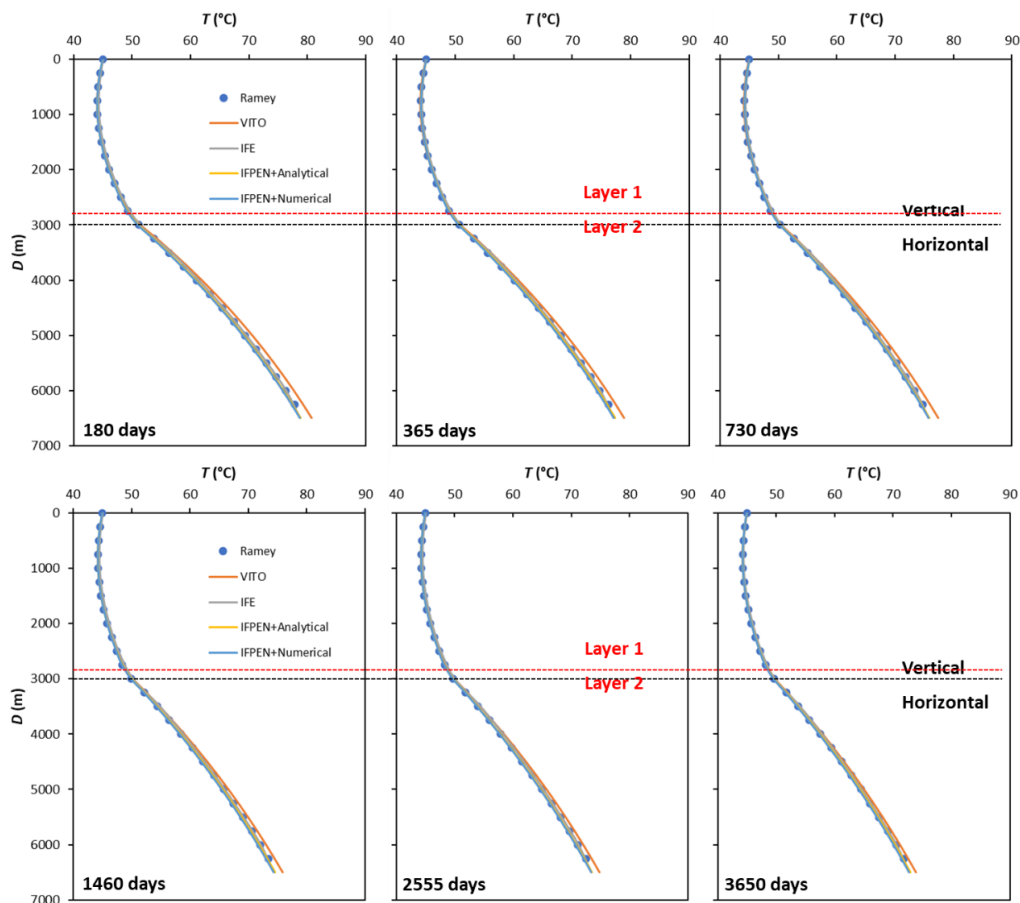 T (°C) T (°C) T (°C)
40 50 60 70 80 90 40 50 60 70 80 90 40 50 60 70 80 90
0
1000
2000
3000
4000
5000
6000
7000
D (m)
Ramey
VITO
IFE
IFPEN+Analytical
IFPEN+Numerical
Layer 1
Layer 2
Vertical
Horizontal
180 days 365 days 730 days
T (°C) T (°C) T (°C)
40 50 60 70 80 90 40 50 60 70 80 90 40 50 60 70 80 90
0
1000
2000
3000
4000
5000
6000
7000
D (m)
Ramey
VITO
IFE
IFPEN+Analytical
IFPEN+Numerical
Layer 1
Layer 2
Vertical
Horizontal
1460 days 2555 days 3650 days